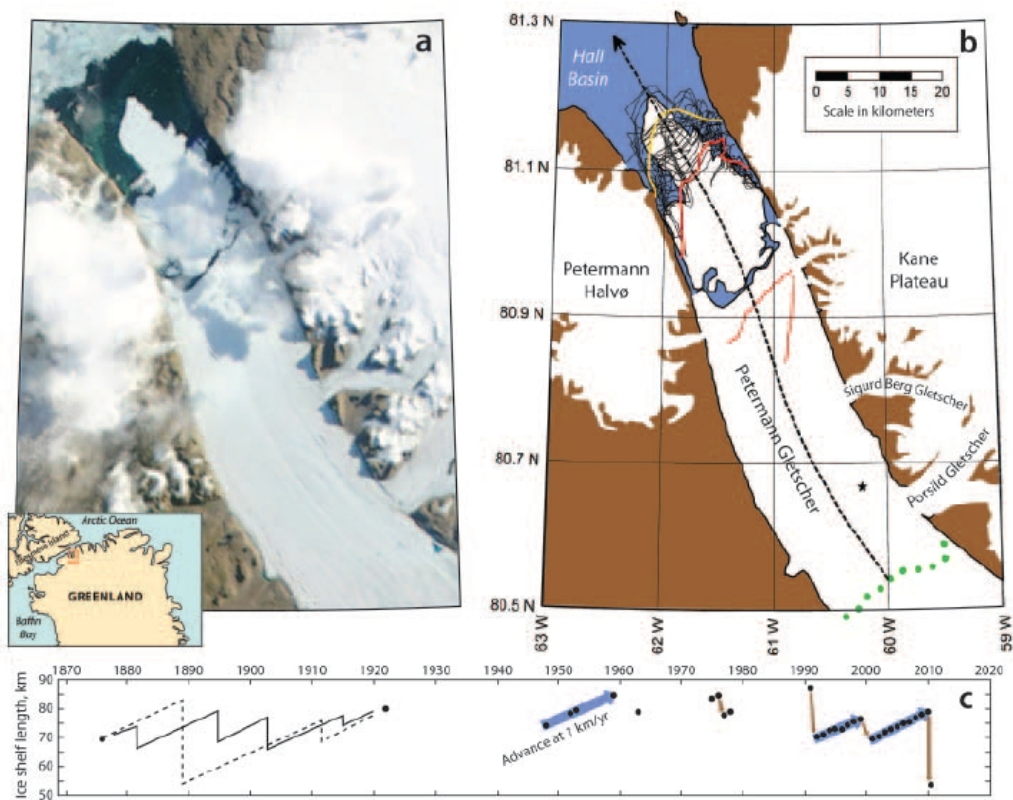 a
Arctic Ocean
GREENLAND
Baffin
Bay
b
81.3 N
81.1 N
80.9 N
80.7 N
80.5 N
Hall
Basin
0 5 10 15 20
Scale in kilometers
Petermann
Halvø
Kane
Plateau
Petermann Gletscher
Sigurd Berg Gletscher
Porsild Gletscher
63 W
62 W
61 W
60 W
59 W
1870 1880 1890 1900 1910 1920 1930 1940 1950 1960 1970 1980 1990 2000 2010 2020
c
Ice shelf length, km
90
80
70
60
50
Advance at 1 km/yr